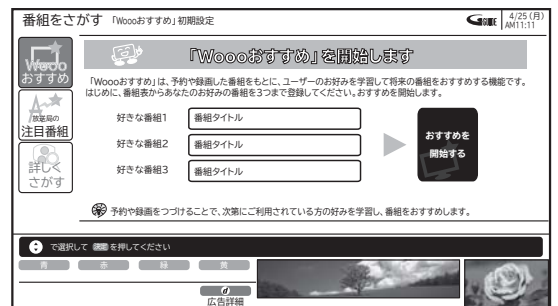 番組をさがす 「Woooおすすめ」初期設定
GGUIDE
4/25 (月)
AM11:11
Wooo
おすすめ
放送局の
注目番組
詳しく
さがす
「Woooおすすめ」を開始します
「Woooおすすめ」は、予約や録画した番組をもとに、ユーザーのお好みを学習して将来の番組をおすすめする機能です。
はじめに、番組表からあなたのお好みの番組を3つまで登録してください。おすすめを開始します。
好きな番組1 番組タイトル
好きな番組2 番組タイトル
好きな番組3 番組タイトル
おすすめを
開始する
予約や録画をつづけることで、次第にご利用されている方の好みを学習し、番組をおすすめします。
で選択して 決定 を押してください
青 赤 緑 黄
d
広告詳細